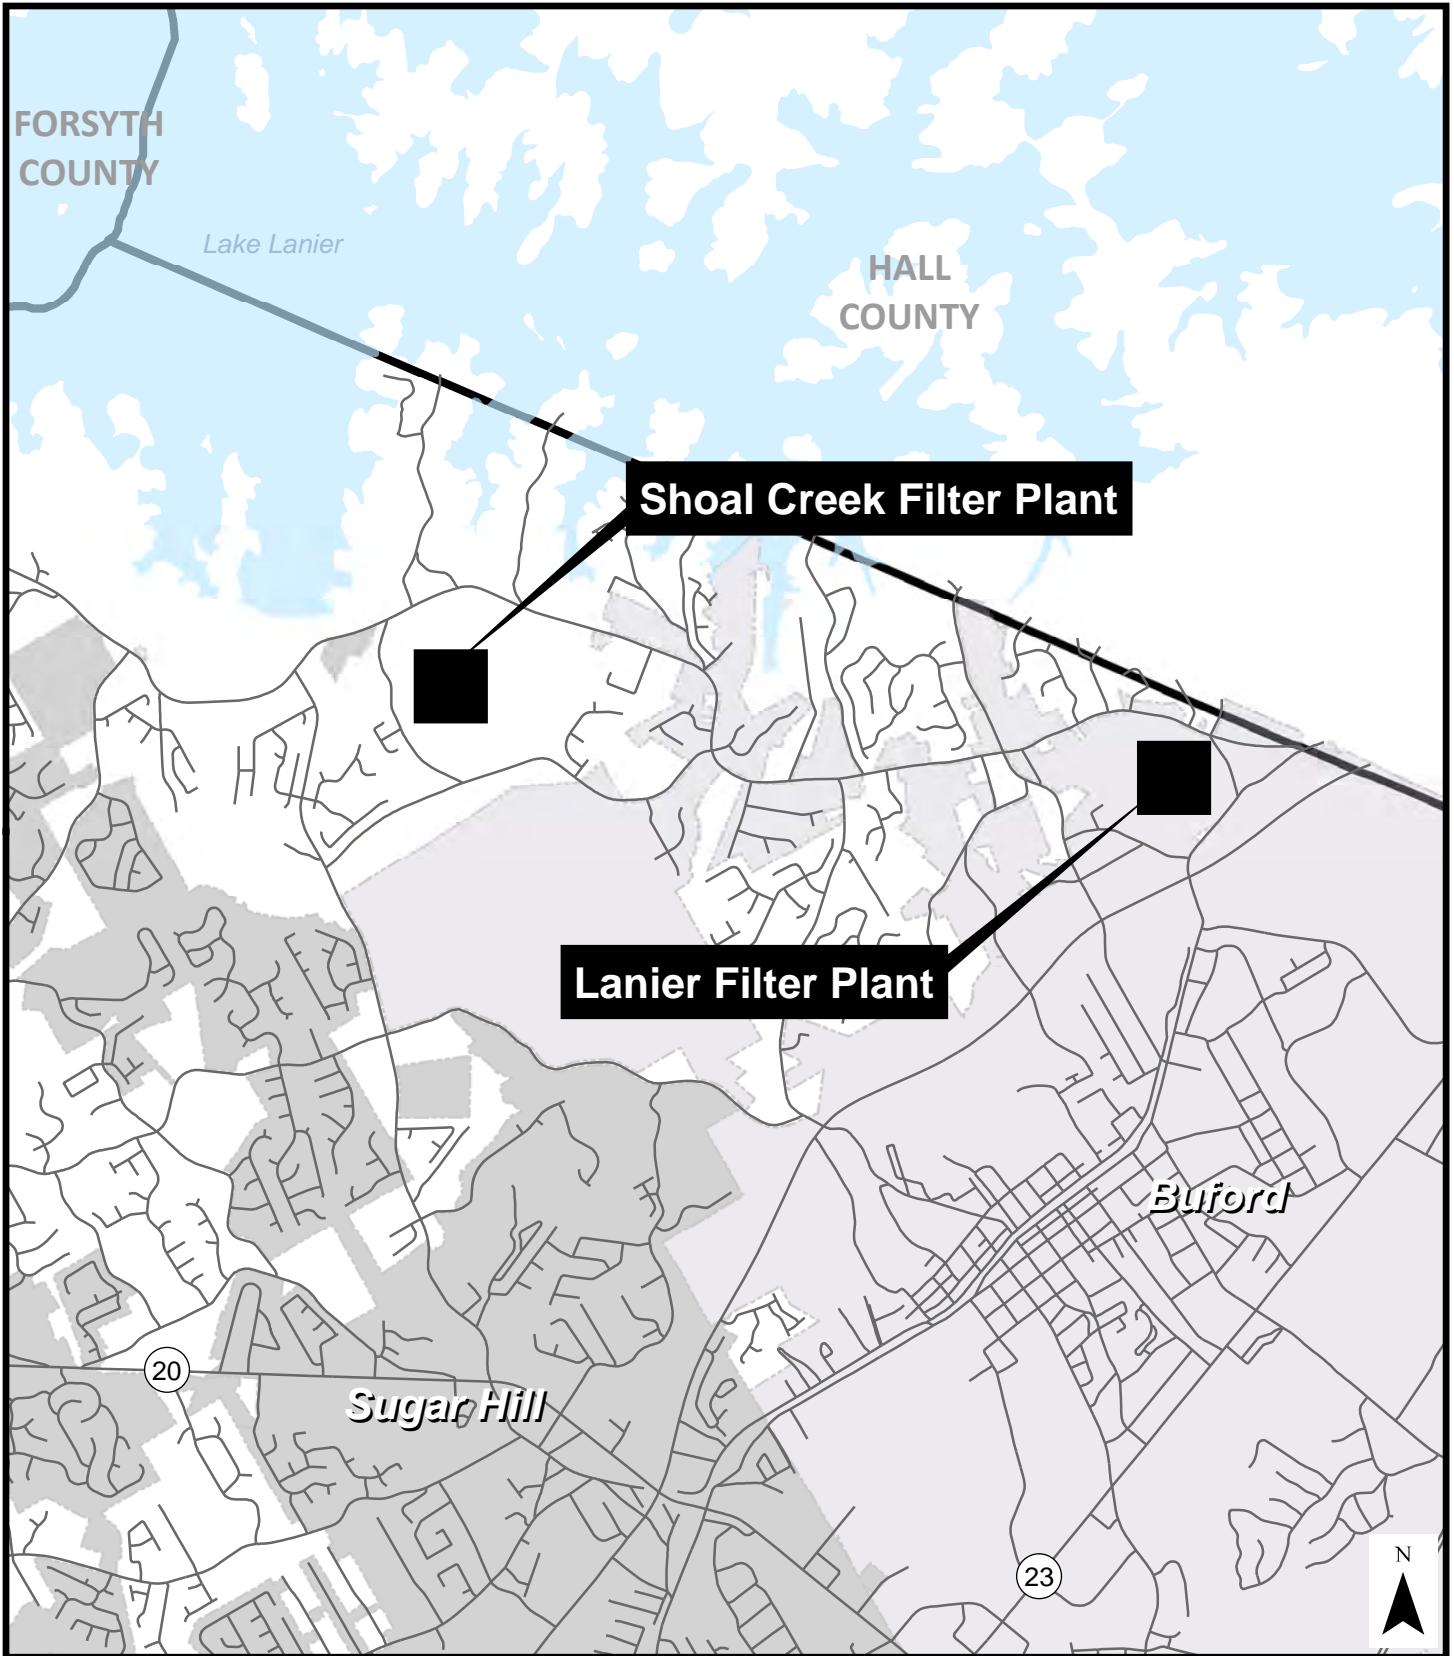 FORSYTH
COUNTY
Lake Lanier
HALL
COUNTY
Shoal Creek Filter Plant
Lanier Filter Plant
Buford
20
Sugar Hill
N
23